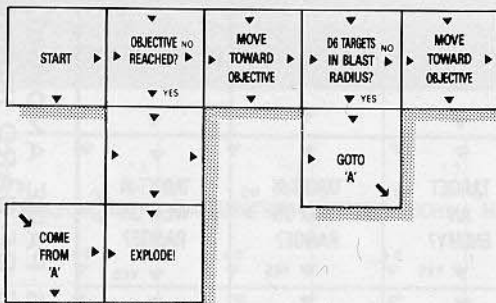 START
OBJECTIVE NO
REACHED?
YES
MOVE
TOWARD
OBJECTIVE
D6 TARGETS NO
IN BLAST
RADIUS?
YES
MOVE
TOWARD
OBJECTIVE
GOTO
'A'
COME
FROM
'A'
EXPLODE!